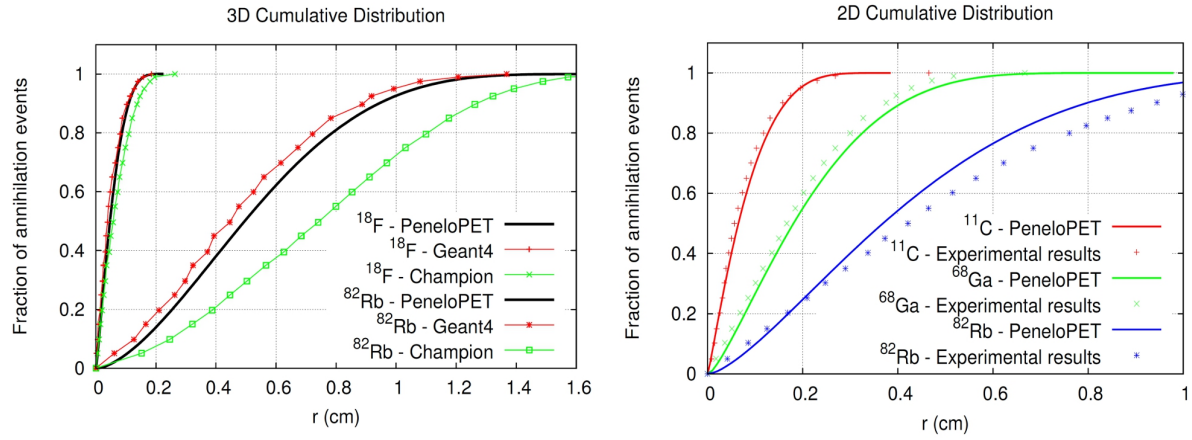 3D Cumulative Distribution
Fraction of annihilation events
1
0.8
0.6
0.4
0.2
0
0 0.2 0.4 0.6 0.8 1 1.2 1.4 1.6
r (cm)
¹⁸F - PeneloPET
¹⁸F - Geant4
¹⁸F - Champion
⁸²Rb - PeneloPET
⁸²Rb - Geant4
⁸²Rb - Champion
2D Cumulative Distribution
Fraction of annihilation events
1
0.8
0.6
0.4
0.2
0
0 0.2 0.4 0.6 0.8 1
r (cm)
¹¹C - PeneloPET
¹¹C - Experimental results
⁶⁸Ga - PeneloPET
⁶⁸Ga - Experimental results
⁸²Rb - PeneloPET
⁸²Rb - Experimental results